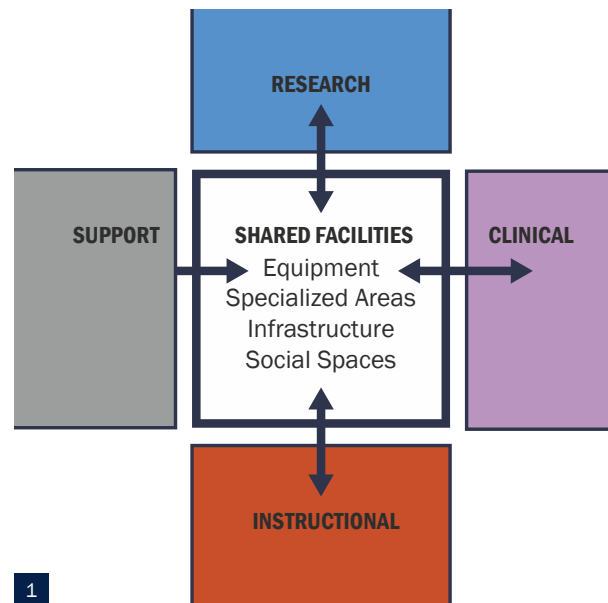 RESEARCH
SUPPORT
SHARED FACILITIES
CLINICAL
Equipment
Specialized Areas
Infrastructure
Social Spaces
INSTRUCTIONAL
1